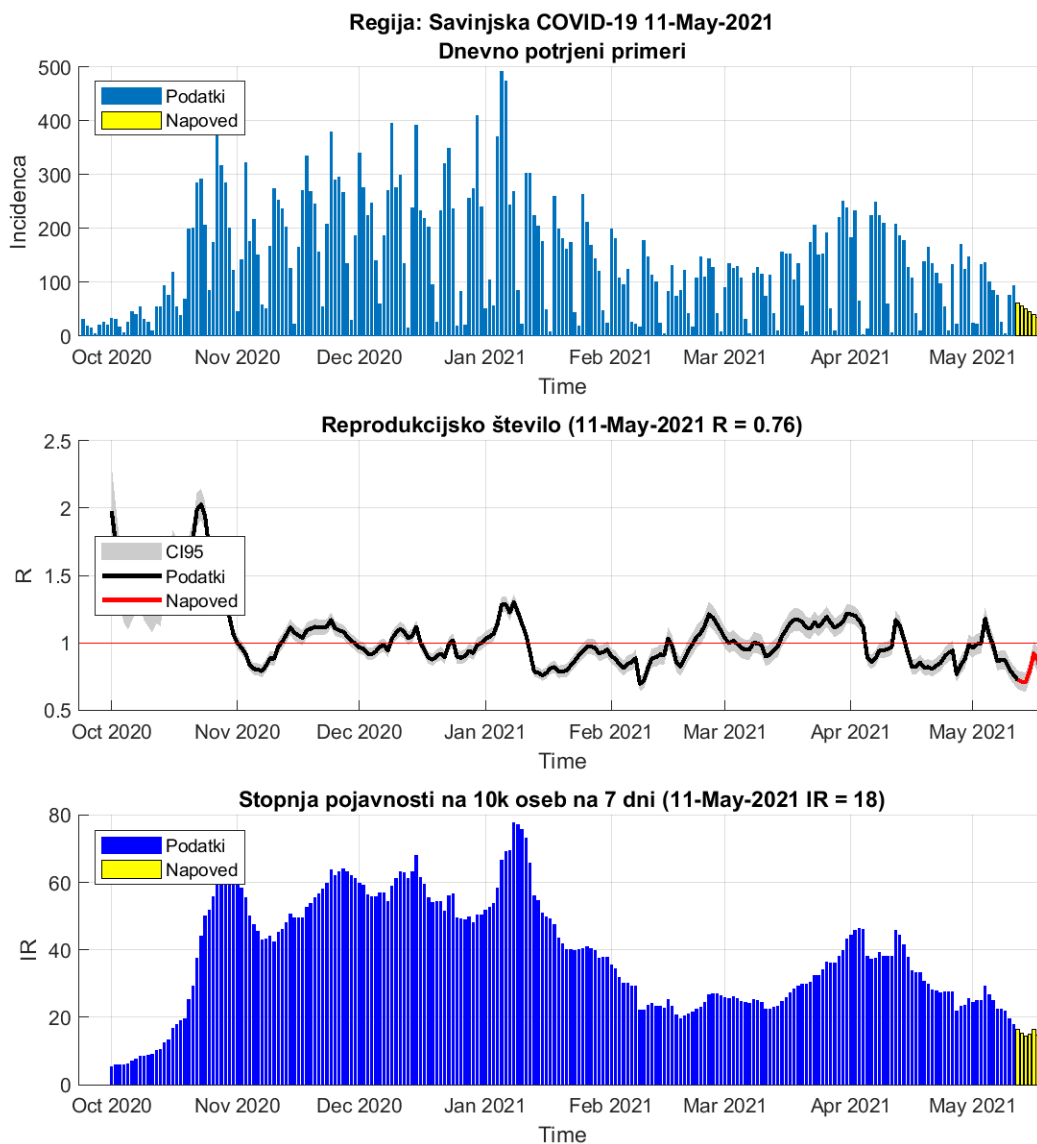 Regija: Savinjska COVID-19 11-May-2021
Dnevno potrjeni primeri
500
400
300
200
100
0
Incidenca
Podatki
Napoved
Oct 2020 Nov 2020 Dec 2020 Jan 2021 Feb 2021 Mar 2021 Apr 2021 May 2021
Time
Reprodukcijsko število (11-May-2021 R = 0.76)
2.5
2
1.5
1
0.5
R
CI95
Podatki
Napoved
Oct 2020 Nov 2020 Dec 2020 Jan 2021 Feb 2021 Mar 2021 Apr 2021 May 2021
Time
Stopnja pojavnosti na 10k oseb na 7 dni (11-May-2021 IR = 18)
80
60
40
20
0
IR
Podatki
Napoved
Oct 2020 Nov 2020 Dec 2020 Jan 2021 Feb 2021 Mar 2021 Apr 2021 May 2021
Time